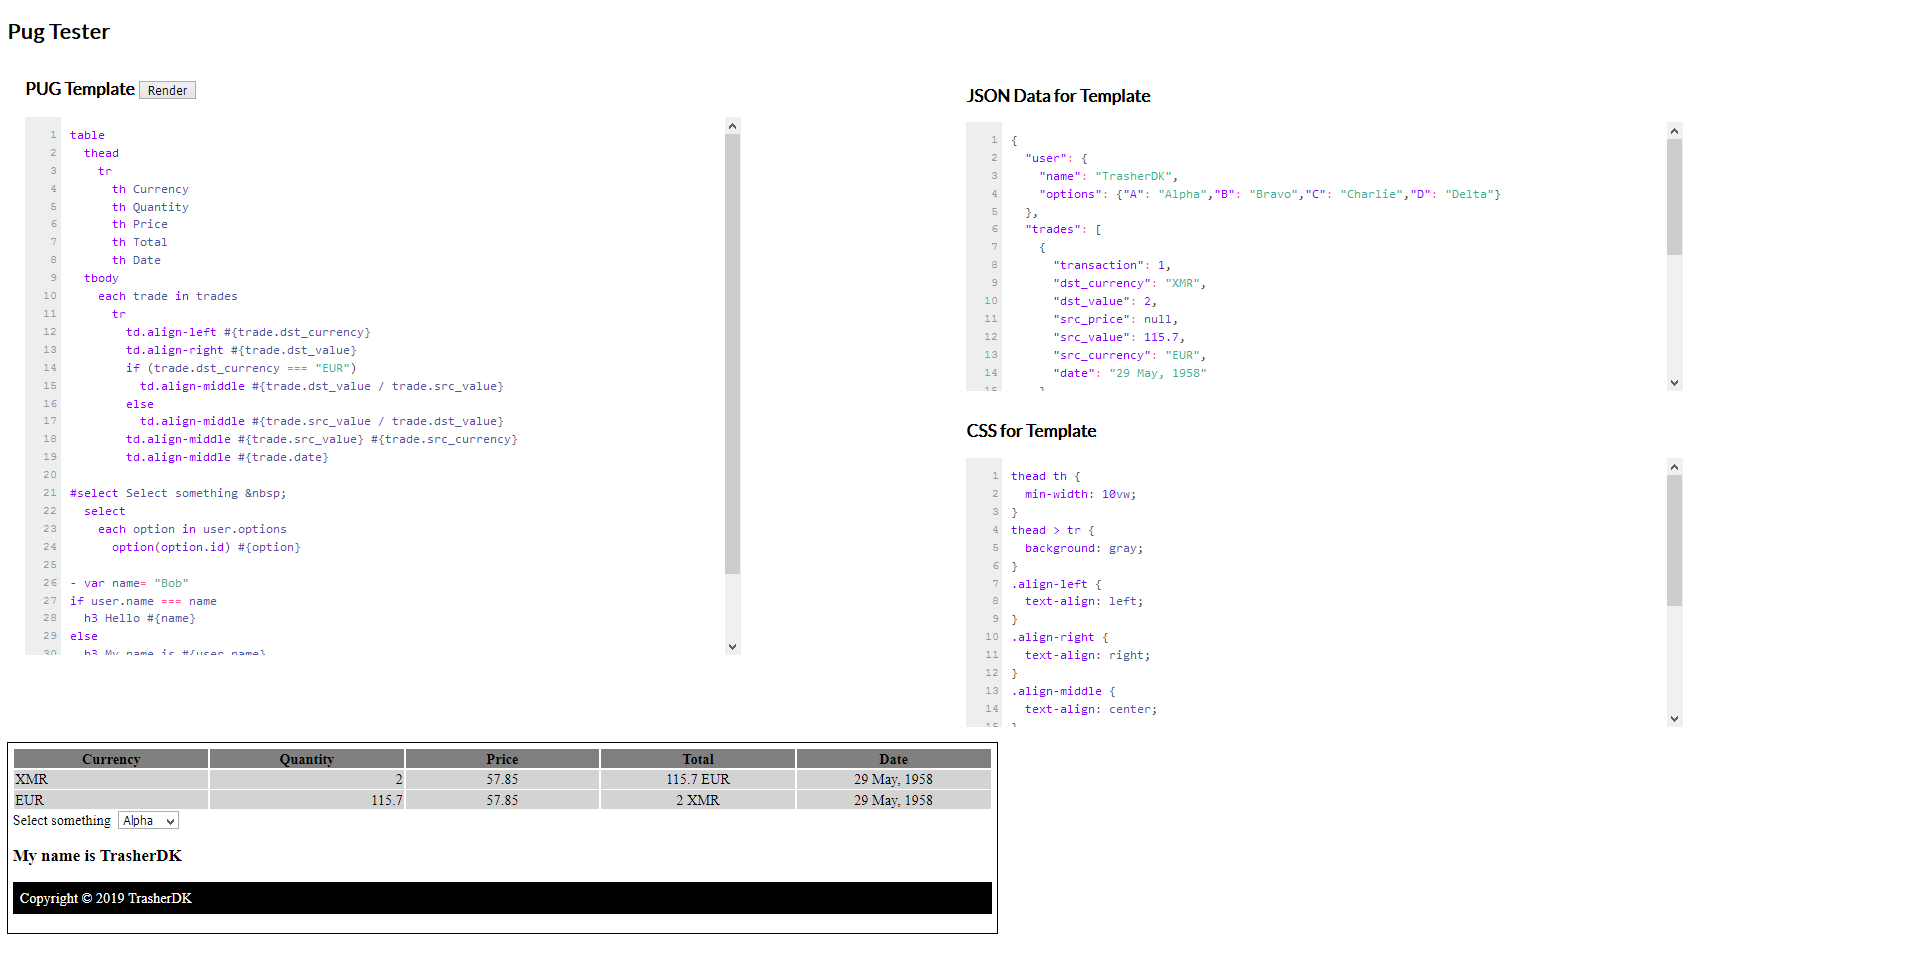 Pug Tester
PUG Template Render
1 table
2 thead
3 tr
4 th Currency
5 th Quantity
6 th Price
7 th Total
8 th Date
9 tbody
10 each trade in trades
11 tr
12 td.align-left #{trade.dst_currency}
13 td.align-right #{trade.dst_value}
14 if (trade.dst_currency === "EUR")
15 td.align-middle #{trade.dst_value / trade.src_value}
16 else
17 td.align-middle #{trade.src_value / trade.dst_value}
18 td.align-middle #{trade.src_value} #{trade.src_currency}
19 td.align-middle #{trade.date}
20
21 #select Select something &nbsp;
22 select
23 each option in user.options
24 option(option.id) #{option}
25
26 - var name= "Bob"
27 if user.name === name
28 h3 Hello #{name}
29 else
30 h3 My name is #{user.name}
JSON Data for Template
1 {
2 "user": {
3 "name": "TrasherDK",
4 "options": {"A": "Alpha","B": "Bravo","C": "Charlie","D": "Delta"}
5 },
6 "trades": [
7 {
8 "transaction": 1,
9 "dst_currency": "XMR",
10 "dst_value": 2,
11 "src_price": null,
12 "src_value": 115.7,
13 "src_currency": "EUR",
14 "date": "29 May, 1958"
15 }
CSS for Template
1 thead th {
2 min-width: 10vw;
3 }
4 thead > tr {
5 background: gray;
6 }
7 .align-left {
8 text-align: left;
9 }
10 .align-right {
11 text-align: right;
12 }
13 .align-middle {
14 text-align: center;
15 }
Currency Quantity Price Total Date
XMR 2 57.85 115.7 EUR 29 May, 1958
EUR 115.7 57.85 2 XMR 29 May, 1958
Select something Alpha
My name is TrasherDK
Copyright © 2019 TrasherDK